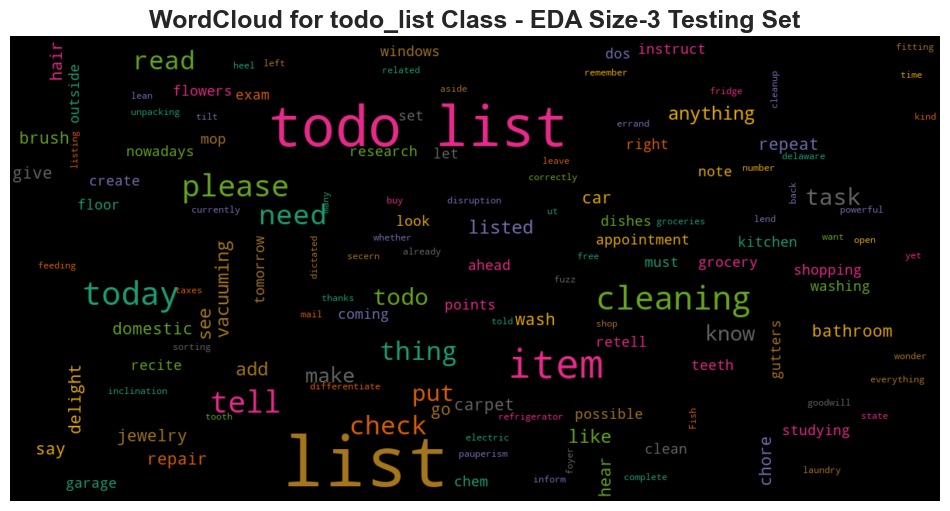 WordCloud for todo_list Class - EDA Size-3 Testing Set
hair
windows
dos
instruct
fitting
read
heel
left
related
remember
time
outside
lean
flowers
exam
aside
fridge
cleanup
unpacking
tilt
todo list
set
anything
errand
kind
brush
listing
mop
nowadays
research
let
right
repeat
leave
delaware
give
create
please
correctly
note
number
floor
currently
need
many
buy
disruption
car
back
task
powerful
look
listed
ut
dishes
groceries
lend
whether
already
appointment
kitchen
want
open
feeding
vacuuming
tomorrow
dictated
secern
ahead
free
must
grocery
shopping
yet
today
taxes
thanks
todo
fuzz
cleaning
washing
see
mail
coming
points
told
wash
shop
domestic
sorting
thing
retell
know
gutters
bathroom
recite
add
make
item
teeth
wonder
delight
inclination
differentiate
everything
tell
put
go
carpet
goodwill
tooth
refrigerator
possible
Fish
state
jewelry
check
electric
like
studying
say
repair
list
pauperism
foyer
clean
chore
laundry
garage
chem
inform
hear
complete